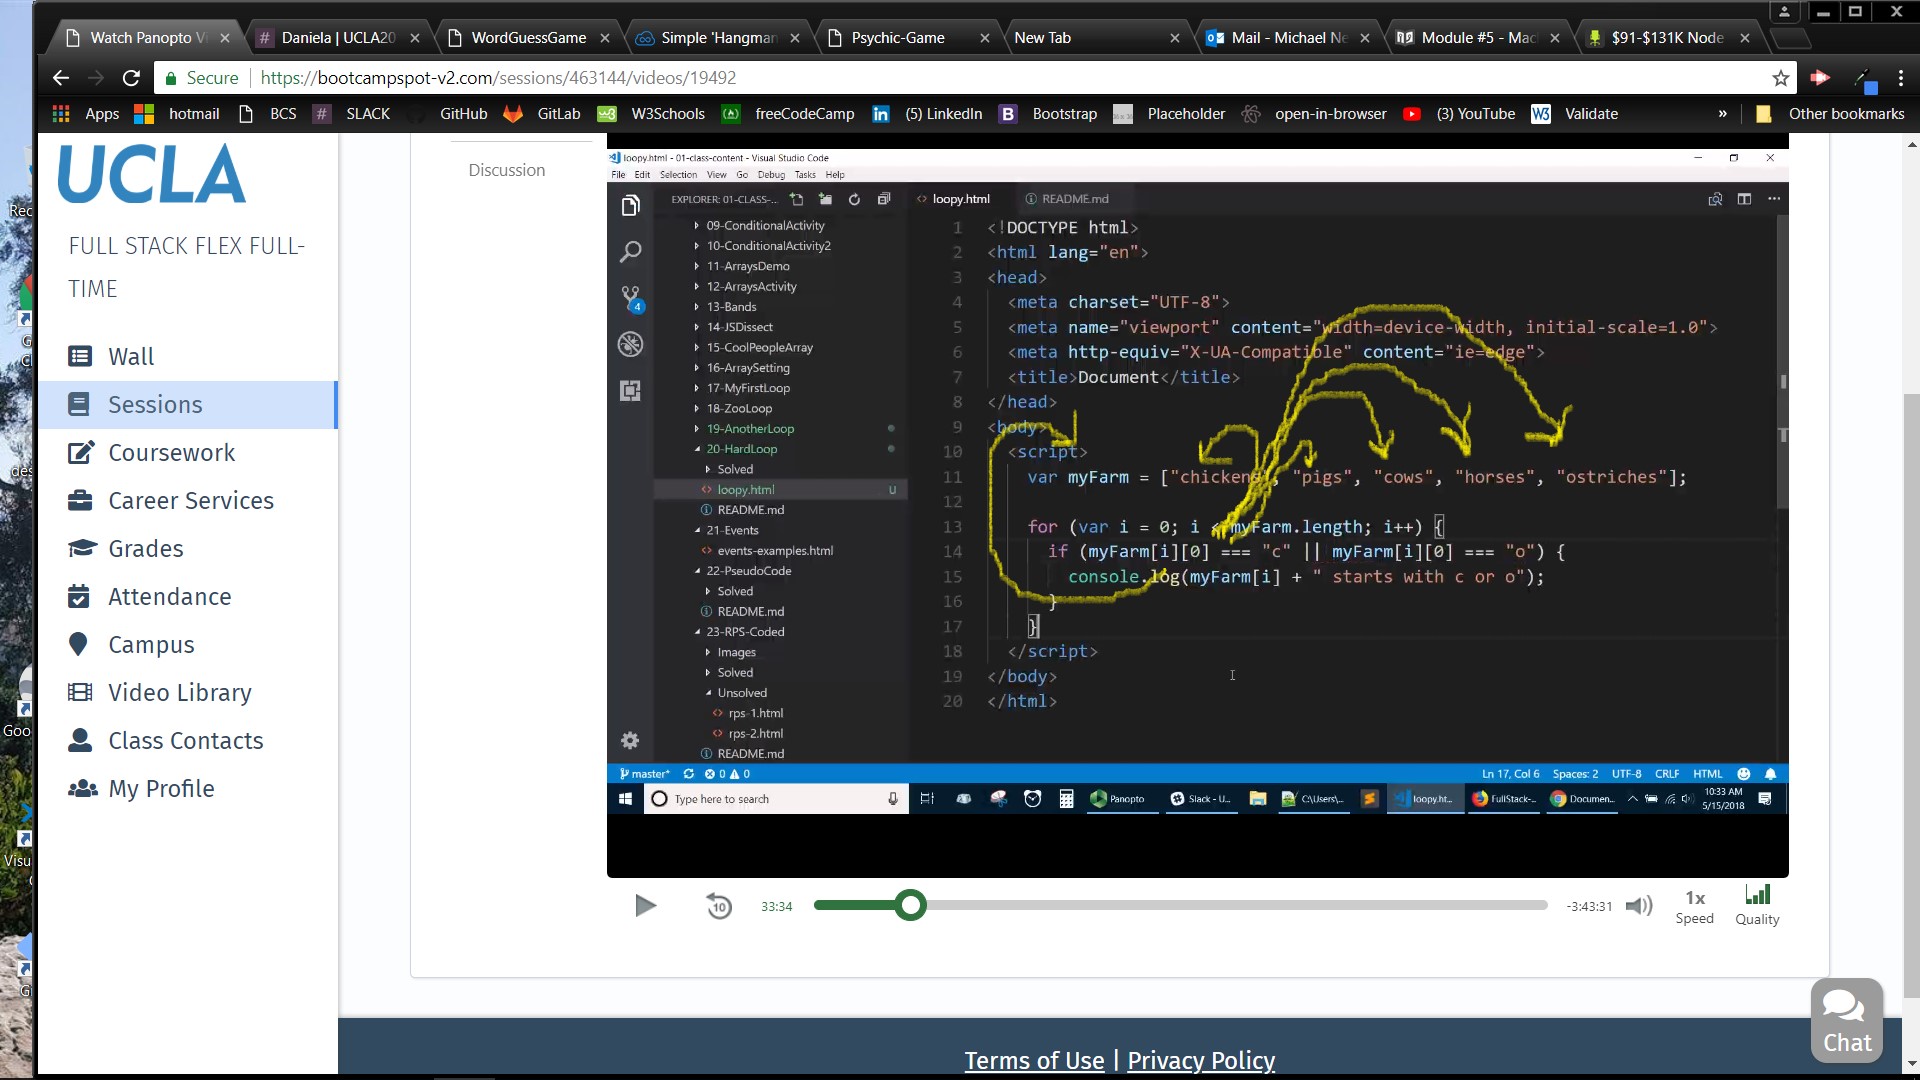 Watch Panopto Vi
# Daniela | UCLA20
WordGuessGame
Simple 'Hangman
Psychic-Game
New Tab
Mail - Michael Ne
Module #5 - Mac
$91-$131K Node
Secure https://bootcampspot-v2.com/sessions/463144/videos/19492
Apps hotmail BCS SLACK GitHub GitLab W3Schools freeCodeCamp (5) LinkedIn Bootstrap Placeholder open-in-browser (3) YouTube Validate » Other bookmarks
UCLA
FULL STACK FLEX FULL-
TIME
Wall
Sessions
Coursework
Career Services
Grades
Attendance
Campus
Video Library
Class Contacts
My Profile
Discussion
loopy.html - 01-class-content - Visual Studio Code
File Edit Selection View Go Debug Tasks Help
EXPLORER: 01-CLASS-...
09-ConditionalActivity
10-ConditionalActivity2
11-ArraysDemo
12-ArraysActivity
13-Bands
14-JSDissect
15-CoolPeopleArray
16-ArraySetting
17-MyFirstLoop
18-ZooLoop
19-AnotherLoop
20-HardLoop
Solved
loopy.html U
README.md
21-Events
events-examples.html
22-PseudoCode
Solved
README.md
23-RPS-Coded
Images
Solved
Unsolved
rps-1.html
rps-2.html
README.md
4
loopy.html README.md
1 <!DOCTYPE html>
2 <html lang="en">
3 <head>
4 <meta charset="UTF-8">
5 <meta name="viewport" content="width=device-width, initial-scale=1.0">
6 <meta http-equiv="X-UA-Compatible" content="ie=edge">
7 <title>Document</title>
8 </head>
9 <body>
10 <script>
11 var myFarm = ["chickens", "pigs", "cows", "horses", "ostriches"];
12
13 for (var i = 0; i < myFarm.length; i++) {
14 if (myFarm[i][0] === "c" || myFarm[i][0] === "o") {
15 console.log(myFarm[i] + " starts with c or o");
16 }
17 }
18 </script>
19 </body>
20 </html>
master* 0 0 Ln 17, Col 6 Spaces: 2 UTF-8 CRLF HTML
Type here to search Panopto Slack - U... C:\Users\... loopy.ht... FullStack-... Documen... 10:33 AM
5/15/2018
33:34 -3:43:31 1x
Speed
Quality
10
Chat
Terms of Use | Privacy Policy